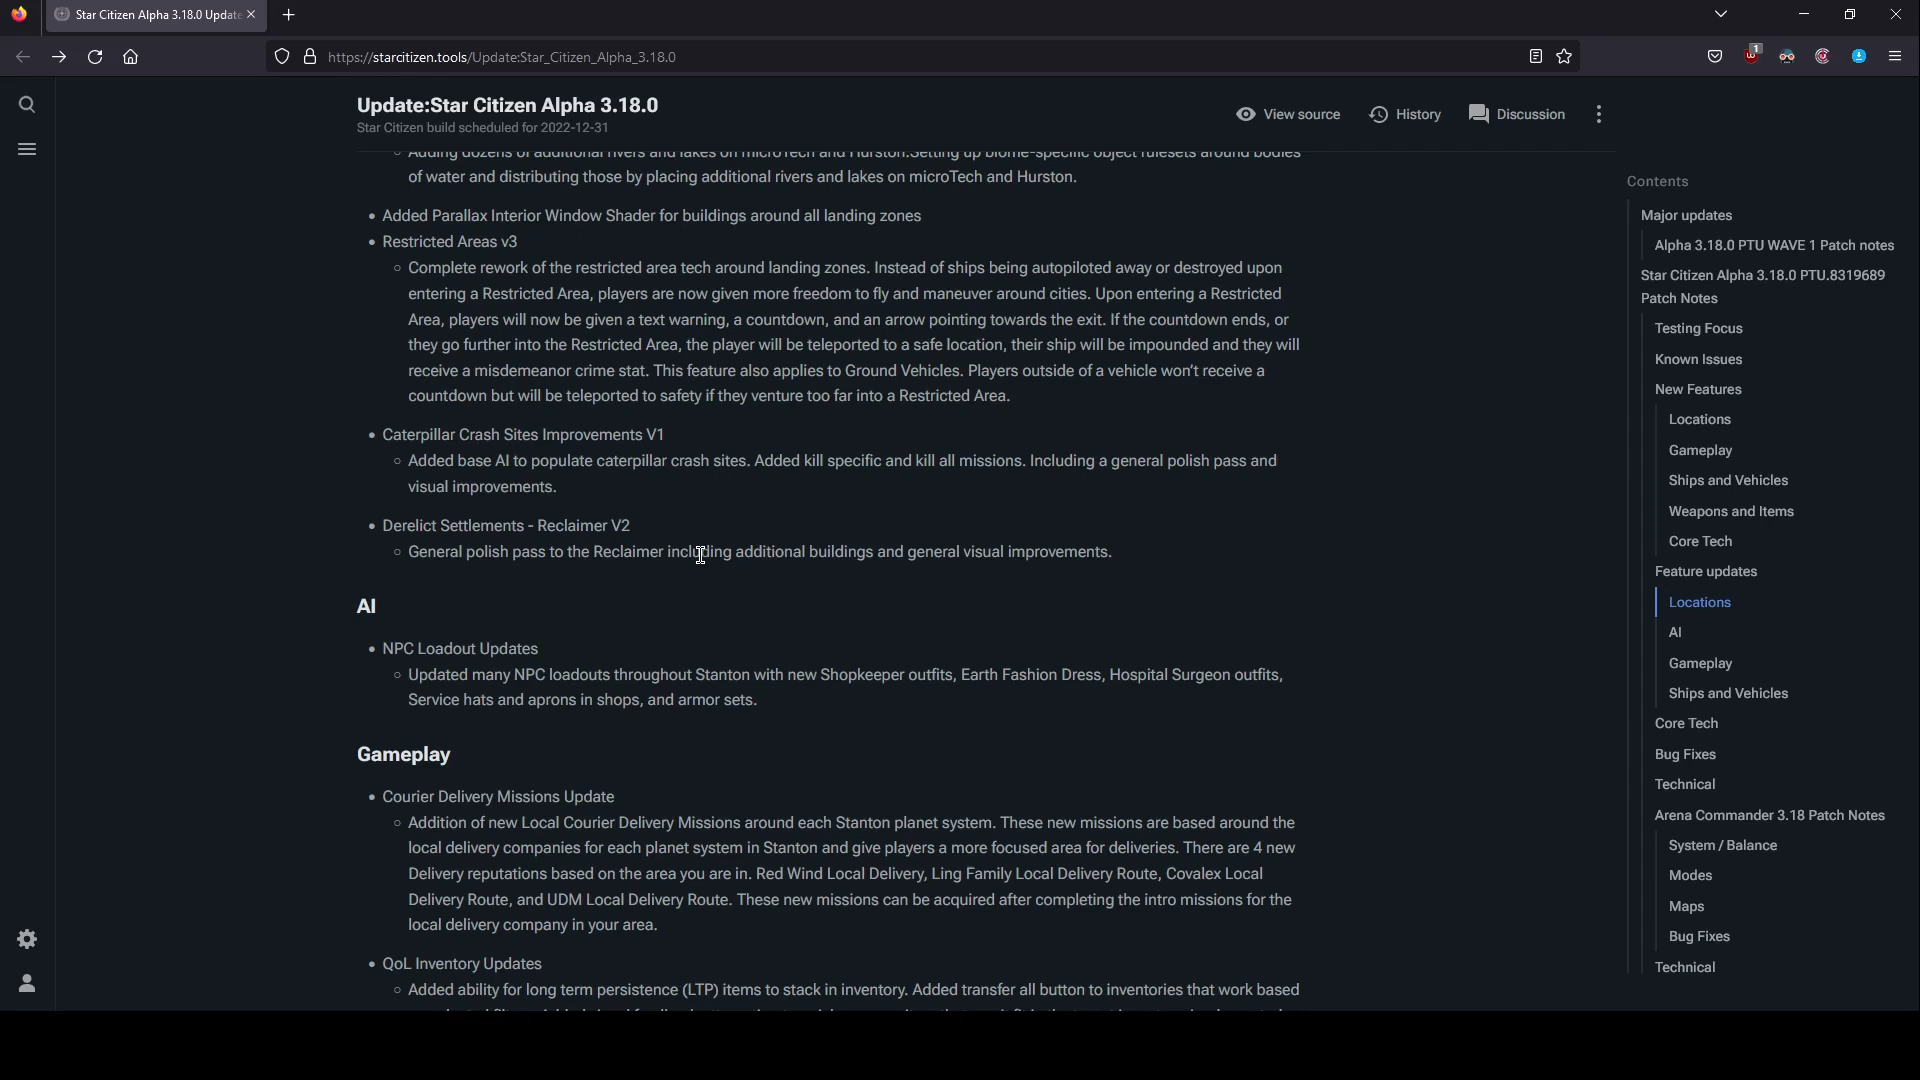 Star Citizen Alpha 3.18.0 Update
https://starcitizen.tools/Update:Star_Citizen_Alpha_3.18.0
1
Update:Star Citizen Alpha 3.18.0
Star Citizen build scheduled for 2022-12-31
View source
History
Discussion
Adding dozens of additional rivers and lakes on microTech and Hurston.Setting up biome-specific object rulesets around bodies
of water and distributing those by placing additional rivers and lakes on microTech and Hurston.
• Added Parallax Interior Window Shader for buildings around all landing zones
• Restricted Areas v3
Complete rework of the restricted area tech around landing zones. Instead of ships being autopiloted away or destroyed upon
entering a Restricted Area, players are now given more freedom to fly and maneuver around cities. Upon entering a Restricted
Area, players will now be given a text warning, a countdown, and an arrow pointing towards the exit. If the countdown ends, or
they go further into the Restricted Area, the player will be teleported to a safe location, their ship will be impounded and they will
receive a misdemeanor crime stat. This feature also applies to Ground Vehicles. Players outside of a vehicle won't receive a
countdown but will be teleported to safety if they venture too far into a Restricted Area.
• Caterpillar Crash Sites Improvements V1
Added base AI to populate caterpillar crash sites. Added kill specific and kill all missions. Including a general polish pass and
visual improvements.
• Derelict Settlements - Reclaimer V2
General polish pass to the Reclaimer including additional buildings and general visual improvements.
AI
• NPC Loadout Updates
Updated many NPC loadouts throughout Stanton with new Shopkeeper outfits, Earth Fashion Dress, Hospital Surgeon outfits,
Service hats and aprons in shops, and armor sets.
Gameplay
• Courier Delivery Missions Update
Addition of new Local Courier Delivery Missions around each Stanton planet system. These new missions are based around the
local delivery companies for each planet system in Stanton and give players a more focused area for deliveries. There are 4 new
Delivery reputations based on the area you are in. Red Wind Local Delivery, Ling Family Local Delivery Route, Covalex Local
Delivery Route, and UDM Local Delivery Route. These new missions can be acquired after completing the intro missions for the
local delivery company in your area.
• QoL Inventory Updates
Added ability for long term persistence (LTP) items to stack in inventory. Added transfer all button to inventories that work based
Contents
Major updates
Alpha 3.18.0 PTU WAVE 1 Patch notes
Star Citizen Alpha 3.18.0 PTU.8319689
Patch Notes
Testing Focus
Known Issues
New Features
Locations
Gameplay
Ships and Vehicles
Weapons and Items
Core Tech
Feature updates
Locations
AI
Gameplay
Ships and Vehicles
Core Tech
Bug Fixes
Technical
Arena Commander 3.18 Patch Notes
System / Balance
Modes
Maps
Bug Fixes
Technical